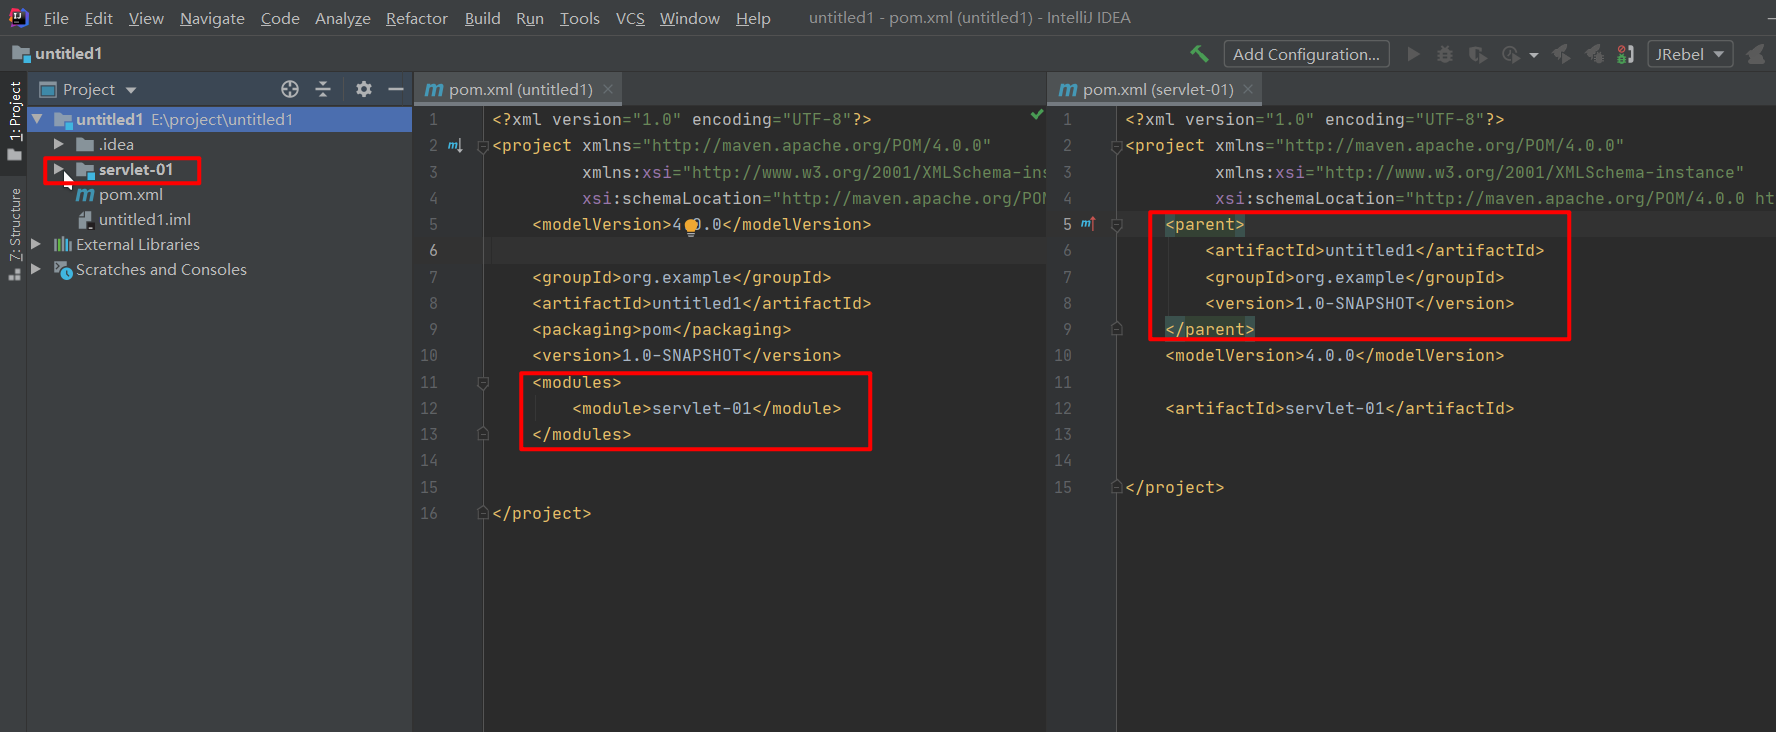 File Edit View Navigate Code Analyze Refactor Build Run Tools VCS Window Help untitled1 - pom.xml (untitled1) - IntelliJ IDEA
untitled1
Add Configuration...
JRebel
1: Project
7: Structure
Project
untitled1 E:\project\untitled1
.idea
servlet-01
pom.xml
untitled1.iml
External Libraries
Scratches and Consoles
pom.xml (untitled1)
1 <?xml version="1.0" encoding="UTF-8"?>
2 <project xmlns="http://maven.apache.org/POM/4.0.0"
3 xmlns:xsi="http://www.w3.org/2001/XMLSchema-ins
4 xsi:schemaLocation="http://maven.apache.org/POM
5 <modelVersion>4.0.0</modelVersion>
6
7 <groupId>org.example</groupId>
8 <artifactId>untitled1</artifactId>
9 <packaging>pom</packaging>
10 <version>1.0-SNAPSHOT</version>
11 <modules>
12 <module>servlet-01</module>
13 </modules>
14
15
16 </project>
pom.xml (servlet-01)
1 <?xml version="1.0" encoding="UTF-8"?>
2 <project xmlns="http://maven.apache.org/POM/4.0.0"
3 xmlns:xsi="http://www.w3.org/2001/XMLSchema-instance"
4 xsi:schemaLocation="http://maven.apache.org/POM/4.0.0 ht
5 <parent>
6 <artifactId>untitled1</artifactId>
7 <groupId>org.example</groupId>
8 <version>1.0-SNAPSHOT</version>
9 </parent>
10 <modelVersion>4.0.0</modelVersion>
11
12 <artifactId>servlet-01</artifactId>
13
14
15 </project>